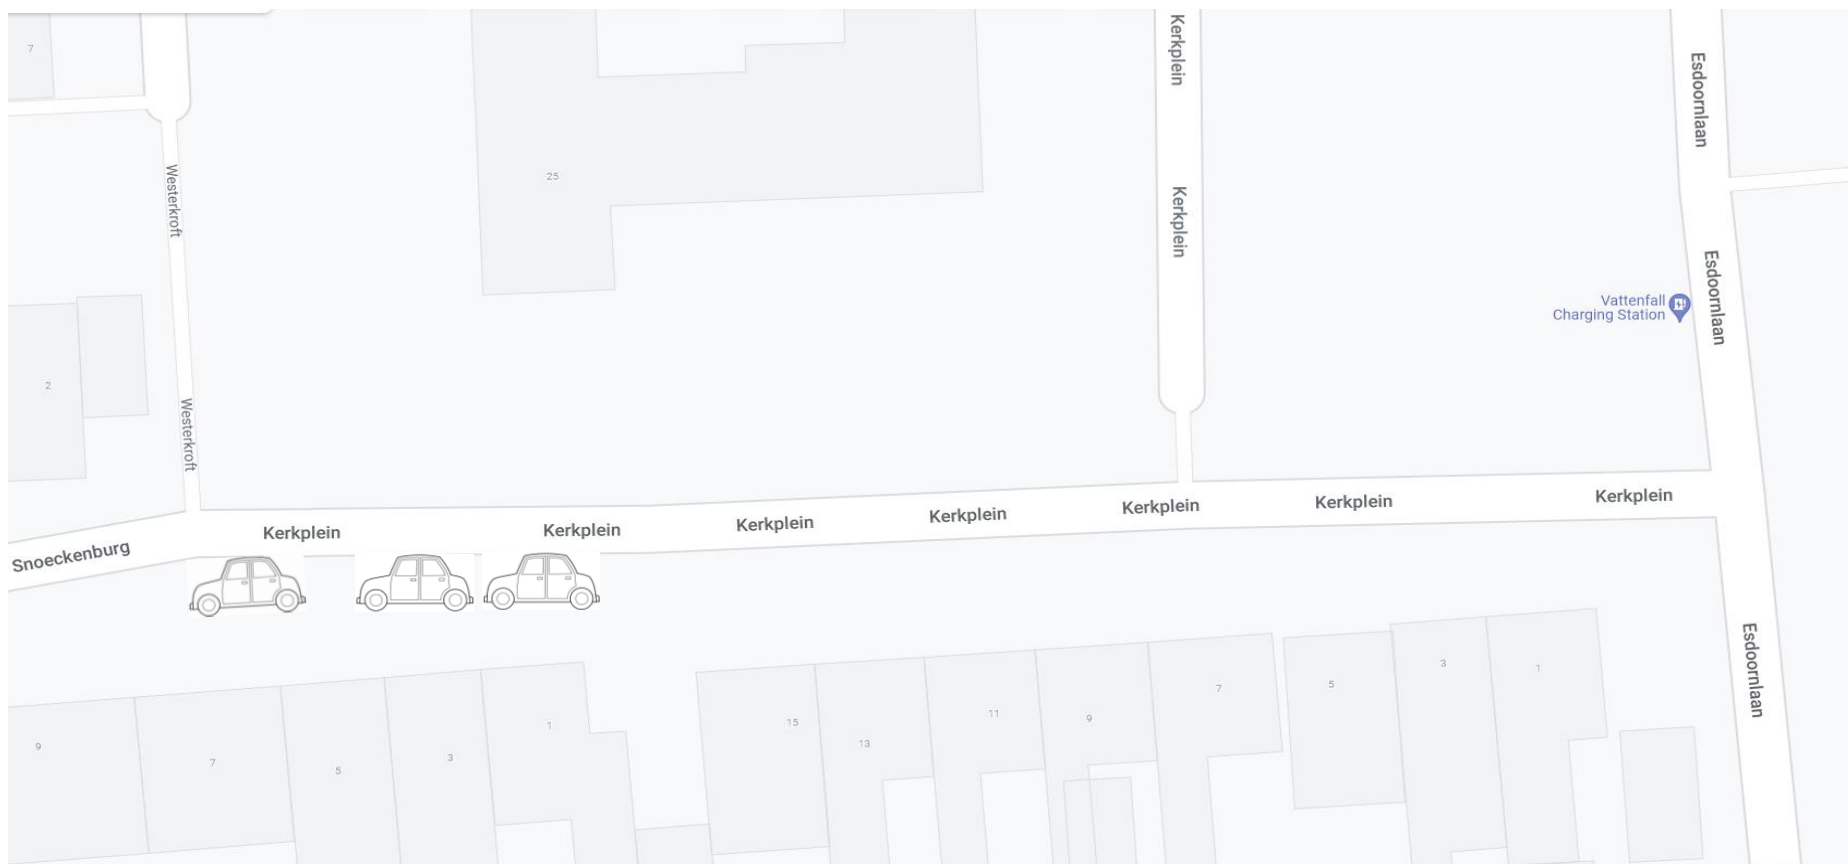 Kerkplein
Esdoornlaan
7
Westerkroft
25
Kerkplein
Esdoornlaan
Vattenfall
Charging Station
2
Westerkroft
Kerkplein
Kerkplein
Kerkplein
Kerkplein
Kerkplein
Kerkplein
Kerkplein
Snoeckenburg
Esdoornlaan
9
7
5
3
1
15
13
11
9
7
5
3
1